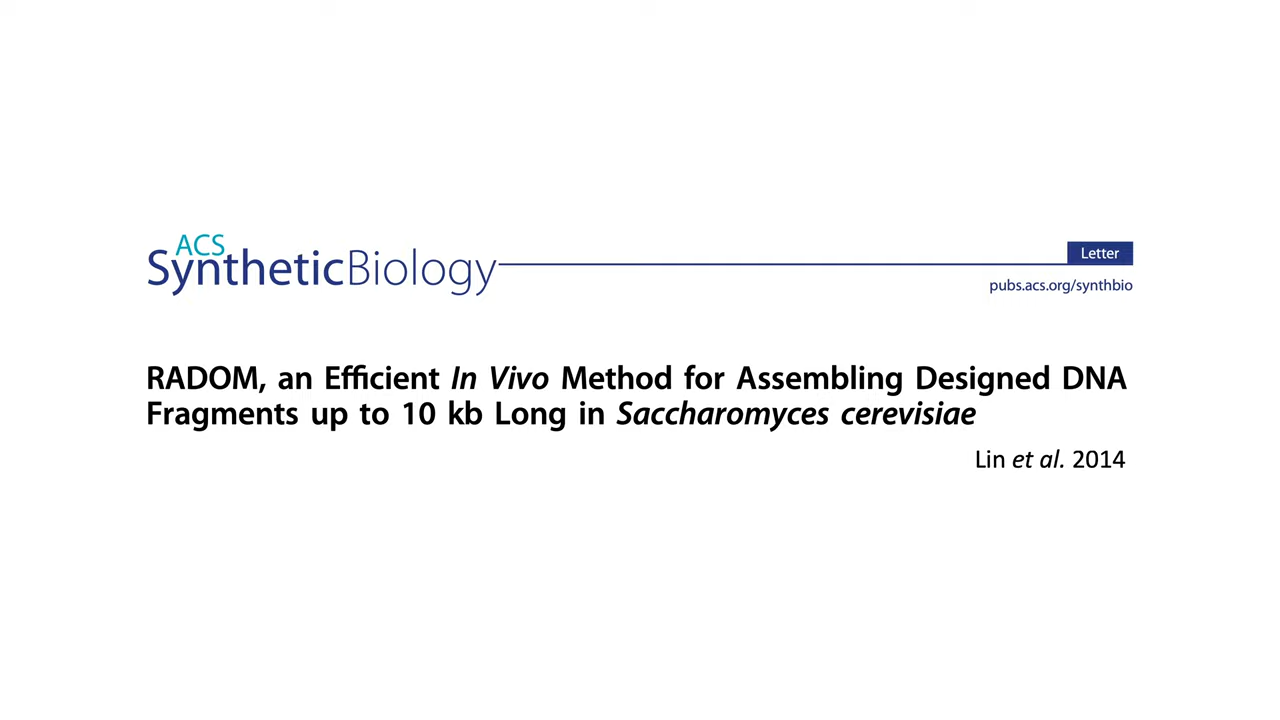 ACS
SyntheticBiology
Letter
pubs.acs.org/synthbio
RADOM, an Efficient In Vivo Method for Assembling Designed DNA
Fragments up to 10 kb Long in Saccharomyces cerevisiae
Lin et al. 2014